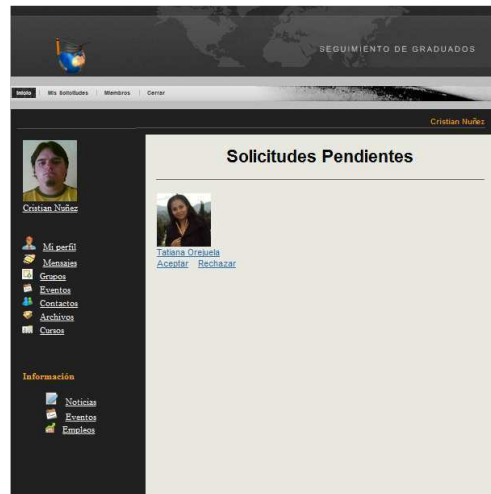 SEGUIMIENTO DE GRADUADOS
Inicio | Mis Solicitudes | Miembros | Cerrar
Cristian Nuñez
Solicitudes Pendientes
Cristian Nuñez
Tatiana Orejuela
Aceptar Rechazar
Mi perfil
Mensajes
Grupos
Eventos
Contactos
Archivos
Cursos
Información
Noticias
Eventos
Empleos